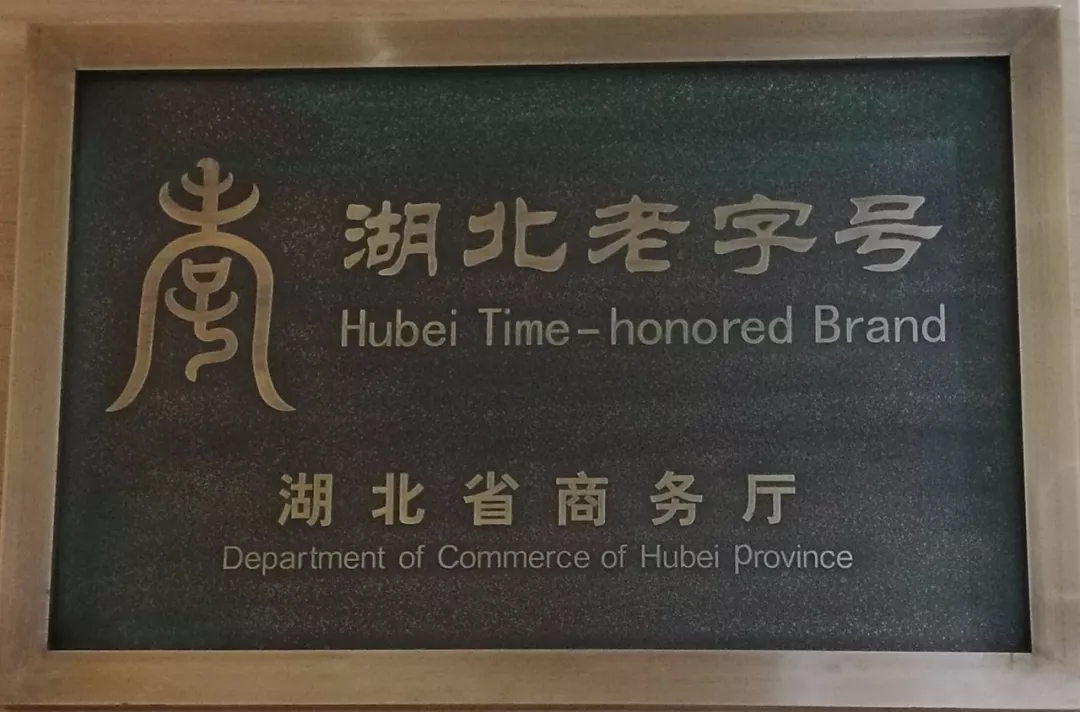 湖北老字号
Hubei Time-honored Brand
湖北省商务厅
Department of Commerce of Hubei province